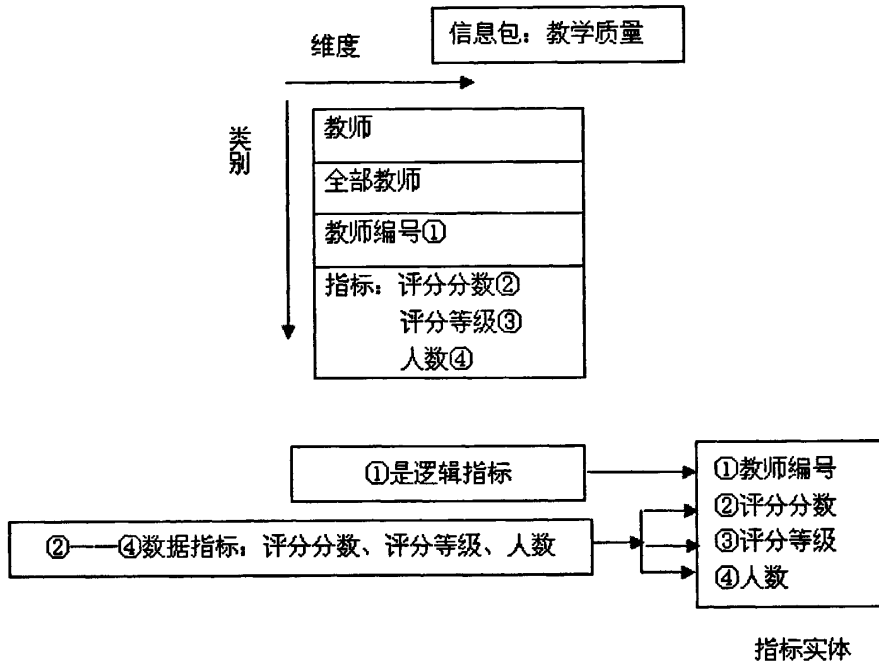 信息包：教学质量
维度
类别
教师
全部教师
教师编号①
指标：评分分数②
评分等级③
人数④
①是逻辑指标
①教师编号
②评分分数
③评分等级
④人数
②——④数据指标：评分分数、评分等级、人数
指标实体